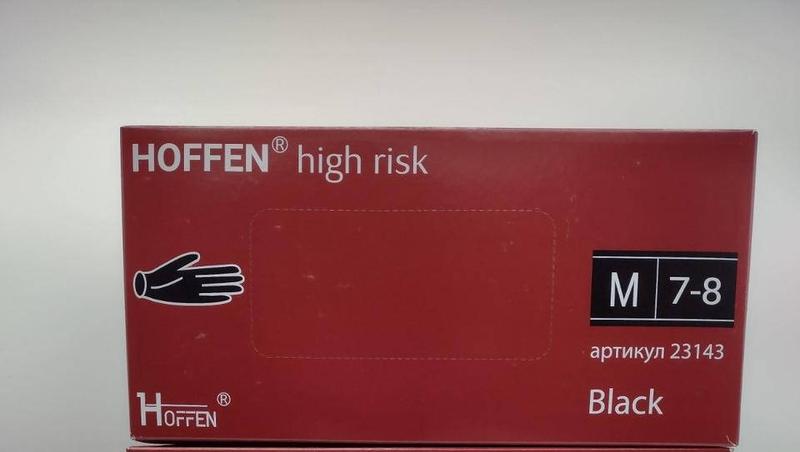 HOFFEN® high risk
M 7-8
артикул 23143
Black
HOFFEN®